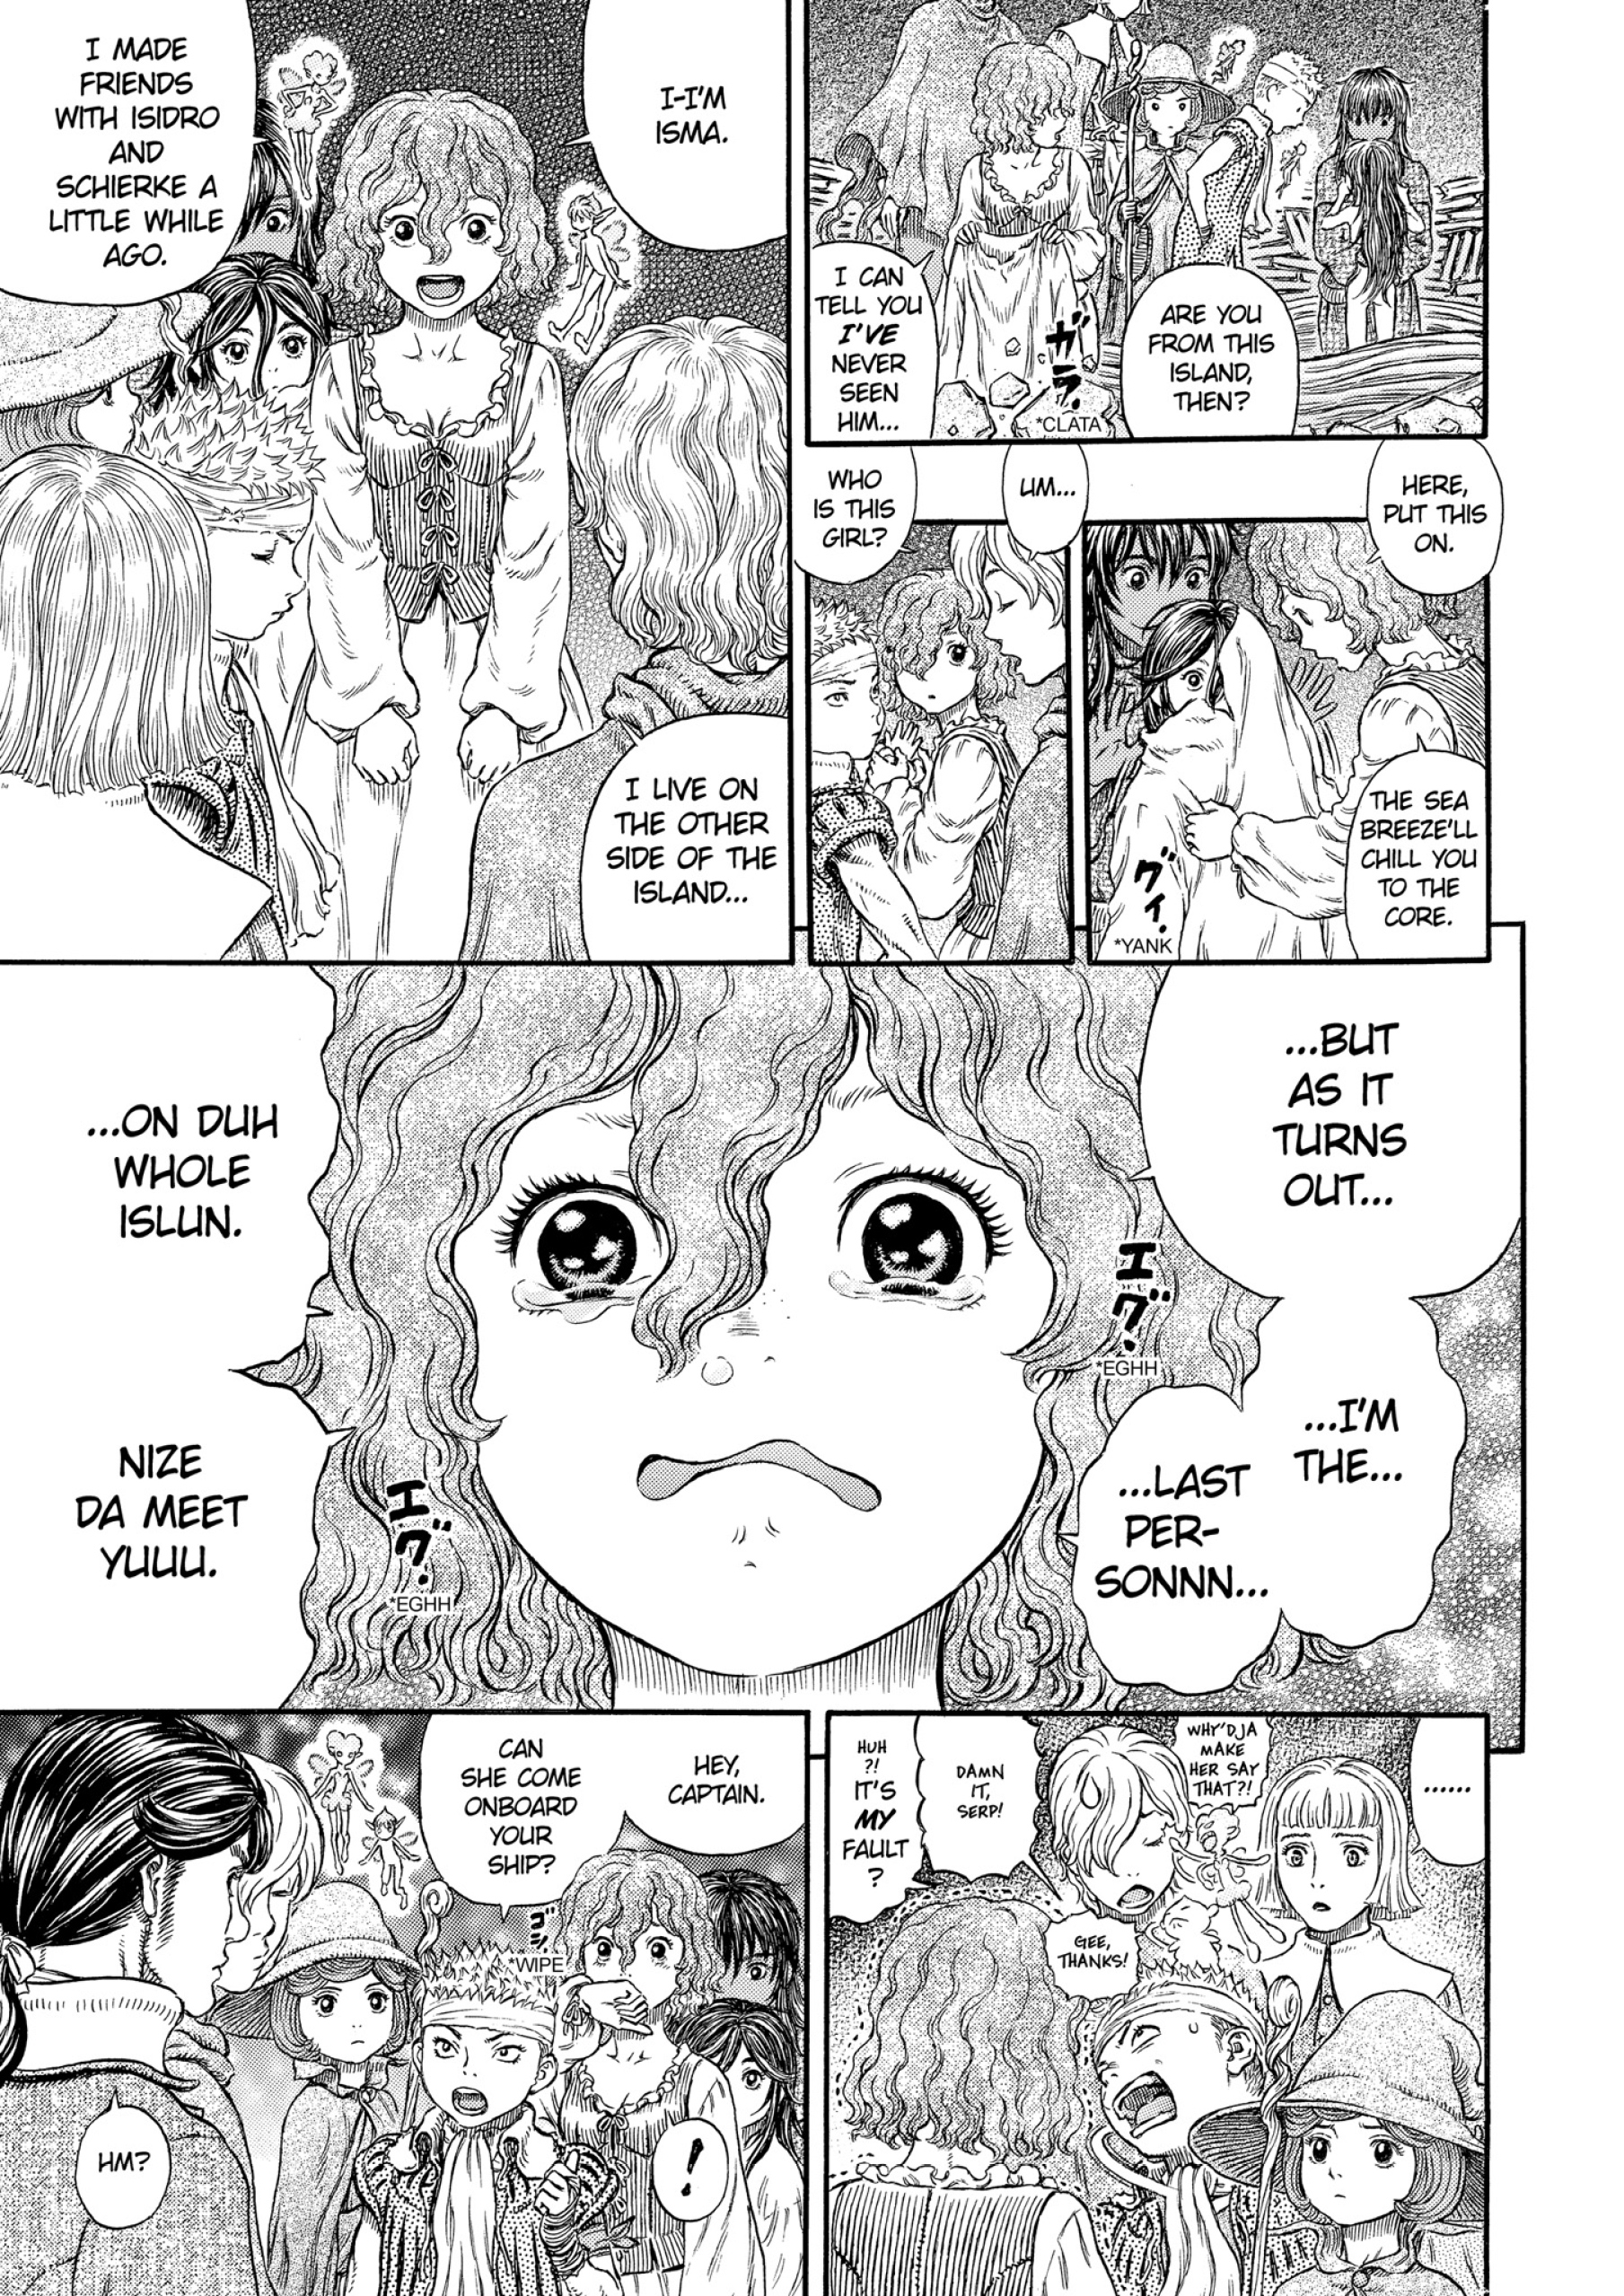 ARE YOU
FROM THIS
ISLAND,
THEN?
ガラ
*CLATA
I CAN
TELL YOU
I'VE
NEVER
SEEN
HIM...
HERE,
PUT THIS
ON.
THE SEA
BREEZE'LL
CHILL YOU
TO THE
CORE.
グイ
*YANK
UM...
WHO
IS THIS
GIRL?
I-I'M
ISMA.
I MADE
FRIENDS
WITH ISIDRO
AND
SCHIERKE A
LITTLE WHILE
AGO.
I LIVE ON
THE OTHER
SIDE OF THE
ISLAND...
...BUT
AS IT
TURNS
OUT...
...I'M
THE...
...LAST
PER-
SONNN...
エグ
*EGHH
...ON DUH
WHOLE
ISLUN.
NIZE
DA MEET
YUUU.
エグ
*EGHH
......
WHY'DJA
MAKE
HER SAY
THAT?!
DAMN
IT,
SERP!
HUH
?!
IT'S
MY
FAULT
?
GEE,
THANKS!
HEY,
CAPTAIN.
CAN
SHE COME
ONBOARD
YOUR
SHIP?
ゴシ
*WIPE
!
HM?